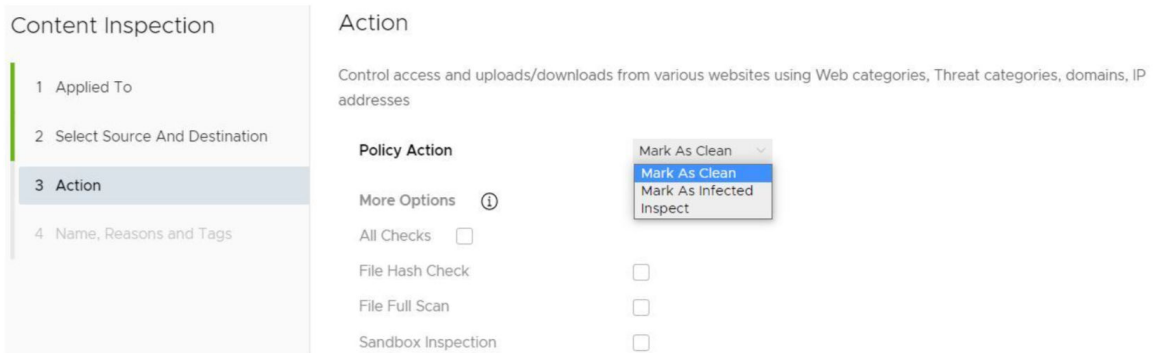 Content Inspection
1 Applied To
2 Select Source And Destination
3 Action
4 Name, Reasons and Tags
Action
Control access and uploads/downloads from various websites using Web categories, Threat categories, domains, IP
addresses
Policy Action
Mark As Clean
Mark As Clean
Mark As Infected
Inspect
More Options
All Checks
File Hash Check
File Full Scan
Sandbox Inspection